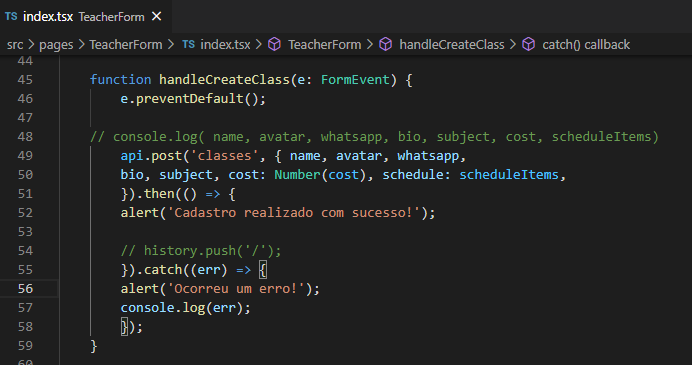 TS index.tsx TeacherForm ×
src > pages > TeacherForm > TS index.tsx > TeacherForm > handleCreateClass > catch() callback
44
45 function handleCreateClass(e: FormEvent) {
46 e.preventDefault();
47
48 // console.log( name, avatar, whatsapp, bio, subject, cost, scheduleItems)
49 api.post('classes', { name, avatar, whatsapp,
50 bio, subject, cost: Number(cost), schedule: scheduleItems,
51 }).then(() => {
52 alert('Cadastro realizado com sucesso!');
53
54 // history.push('/');
55 }).catch((err) => {
56 alert('Ocorreu um erro!');
57 console.log(err);
58 });
59 }
60